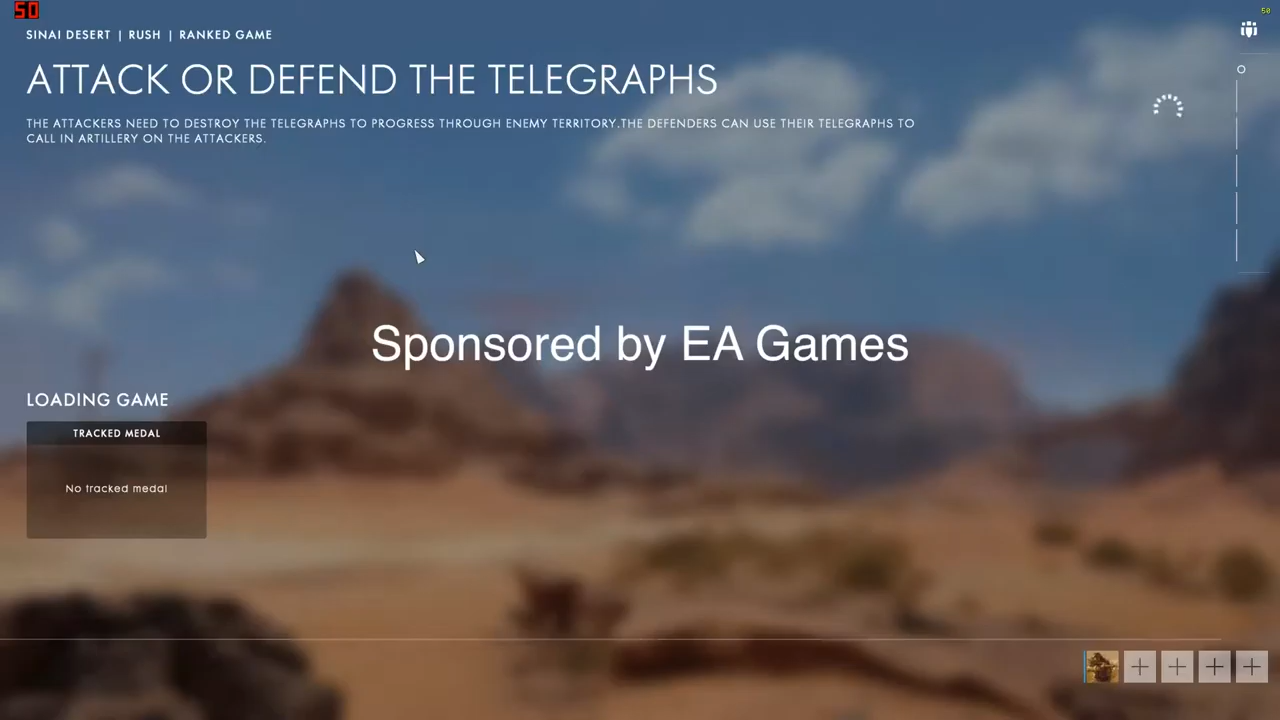 50
50
SINAI DESERT | RUSH | RANKED GAME
ATTACK OR DEFEND THE TELEGRAPHS
THE ATTACKERS NEED TO DESTROY THE TELEGRAPHS TO PROGRESS THROUGH ENEMY TERRITORY.THE DEFENDERS CAN USE THEIR TELEGRAPHS TO
CALL IN ARTILLERY ON THE ATTACKERS.
Sponsored by EA Games
LOADING GAME
TRACKED MEDAL
No tracked medal